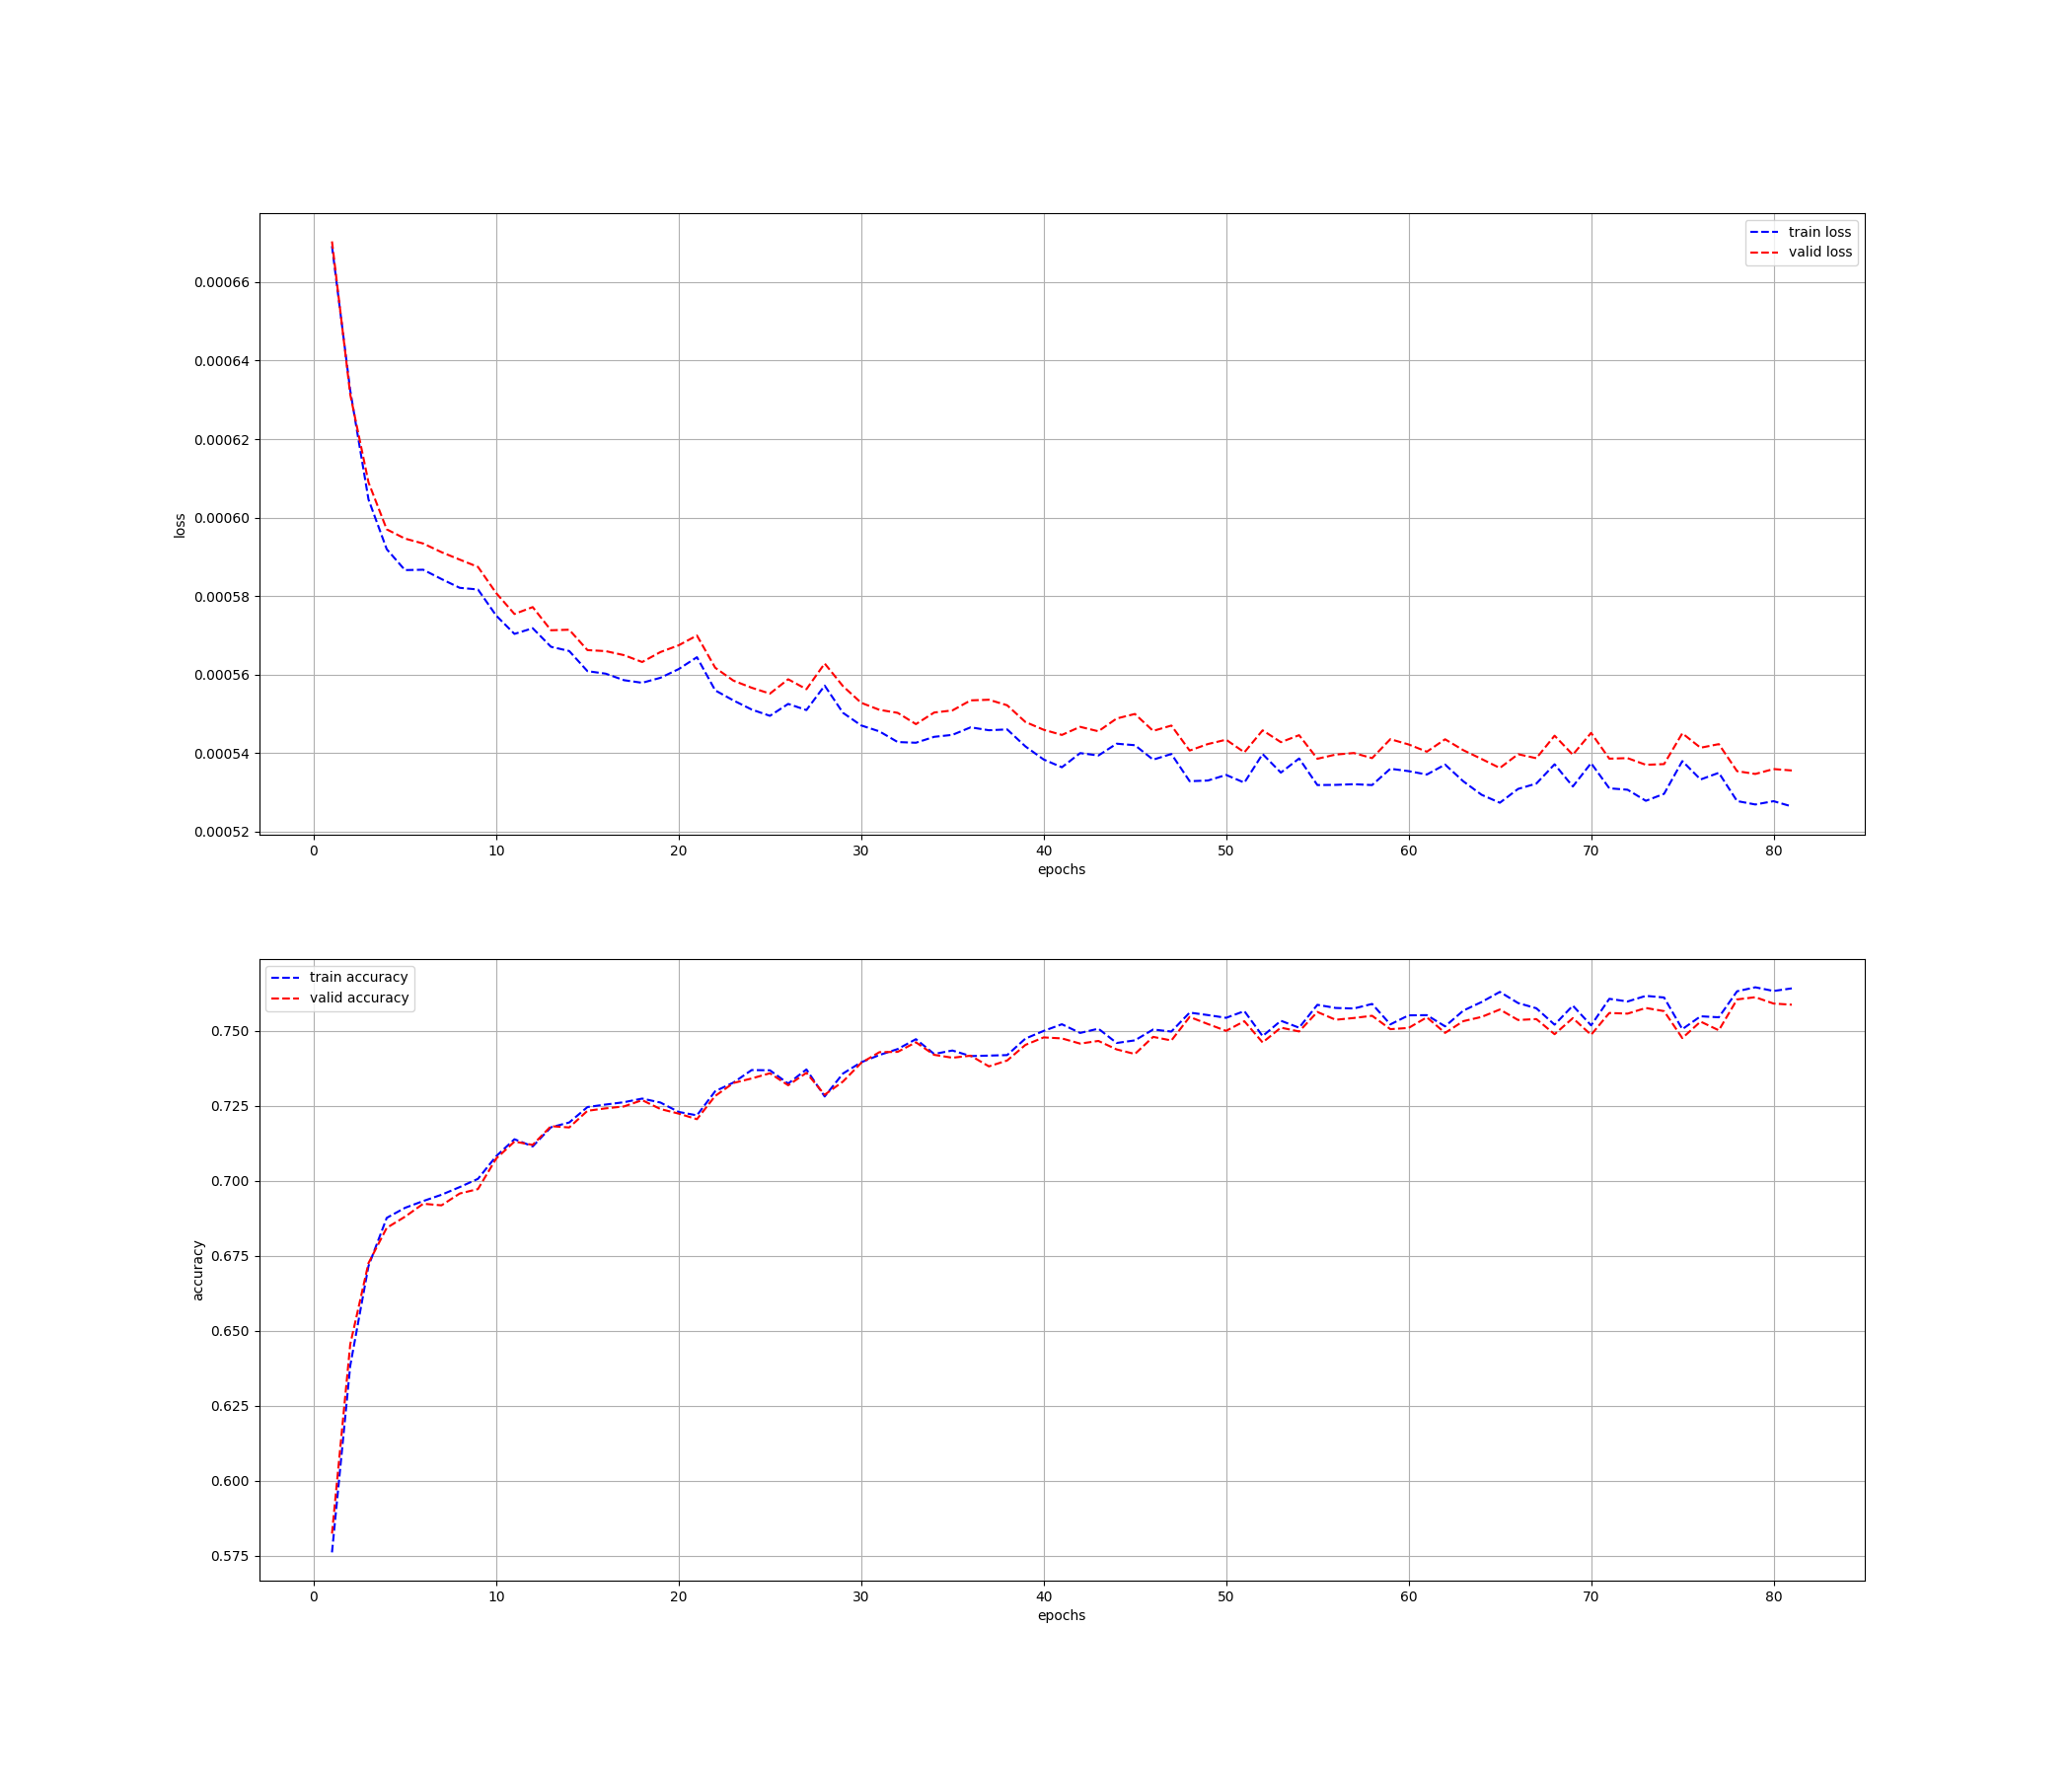 train loss
valid loss
0.00066
0.00064
0.00062
0.00060
0.00058
0.00056
0.00054
0.00052
loss
0 10 20 30 40 50 60 70 80
epochs
train accuracy
valid accuracy
0.750
0.725
0.700
0.675
0.650
0.625
0.600
0.575
accuracy
0 10 20 30 40 50 60 70 80
epochs